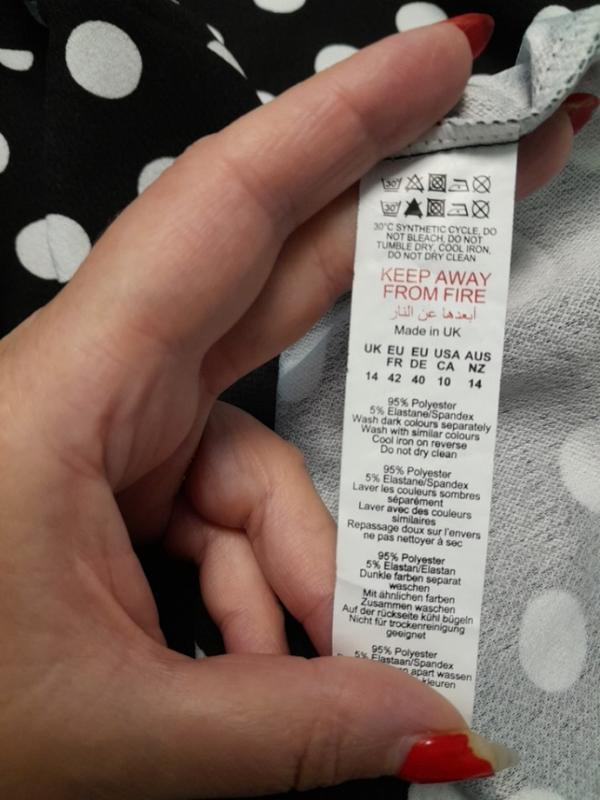 30°
30°
30°C SYNTHETIC CYCLE, DO
NOT BLEACH, DO NOT
TUMBLE DRY, COOL IRON,
DO NOT DRY CLEAN
KEEP AWAY
FROM FIRE
أبعدها عن النار
Made in UK
UK EU EU USA AUS
FR DE CA NZ
14 42 40 10 14
95% Polyester
5% Elastane/Spandex
Wash dark colours separately
Wash with similar colours
Cool iron on reverse
Do not dry clean
95% Polyester
5% Elastane/Spandex
Laver les couleurs sombres
séparément
Laver avec des couleurs
similaires
Repassage doux sur l'envers
ne pas nettoyer à sec
95% Polyester
5% Elastan/Elastan
Dunkle farben separat
waschen
Mit ähnlichen farben
Zusammen waschen
Auf der rückseite kühl bügeln
Nicht für trockenreinigung
geeignet
95% Polyester
5% Elastaan/Spandex
apart wassen